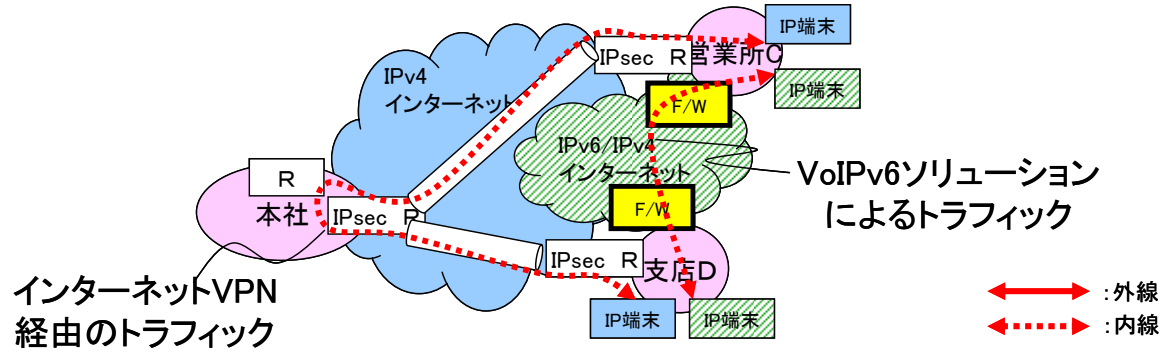 IP端末
IPsec R
営業所C
IPv4
インターネット
IP端末
F/W
IPv6/IPv4
インターネット
VoIPv6ソリューション
によるトラフィック
R
本社
IPsec R
F/W
IPsec R
支店D
インターネットVPN
経由のトラフィック
IP端末
IP端末
:外線
:内線